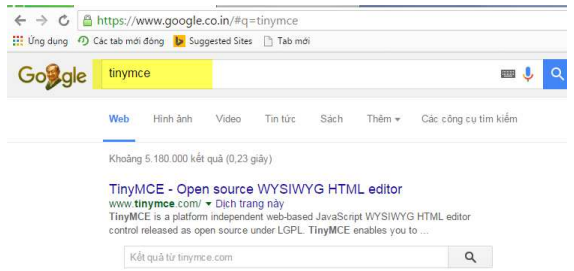 https://www.google.co.in/#q=tinymce
Ứng dụng Các tab mới đóng Suggested Sites Tab mới
Google tinymce
Web Hình ảnh Video Tin tức Sách Thêm Các công cụ tìm kiếm
Khoảng 5.180.000 kết quả (0,23 giây)
TinyMCE - Open source WYSIWYG HTML editor
www.tinymce.com/ Dịch trang này
TinyMCE is a platform independent web-based JavaScript WYSIWYG HTML editor
control released as open source under LGPL. TinyMCE enables you to ...
Kết quả từ tinymce.com